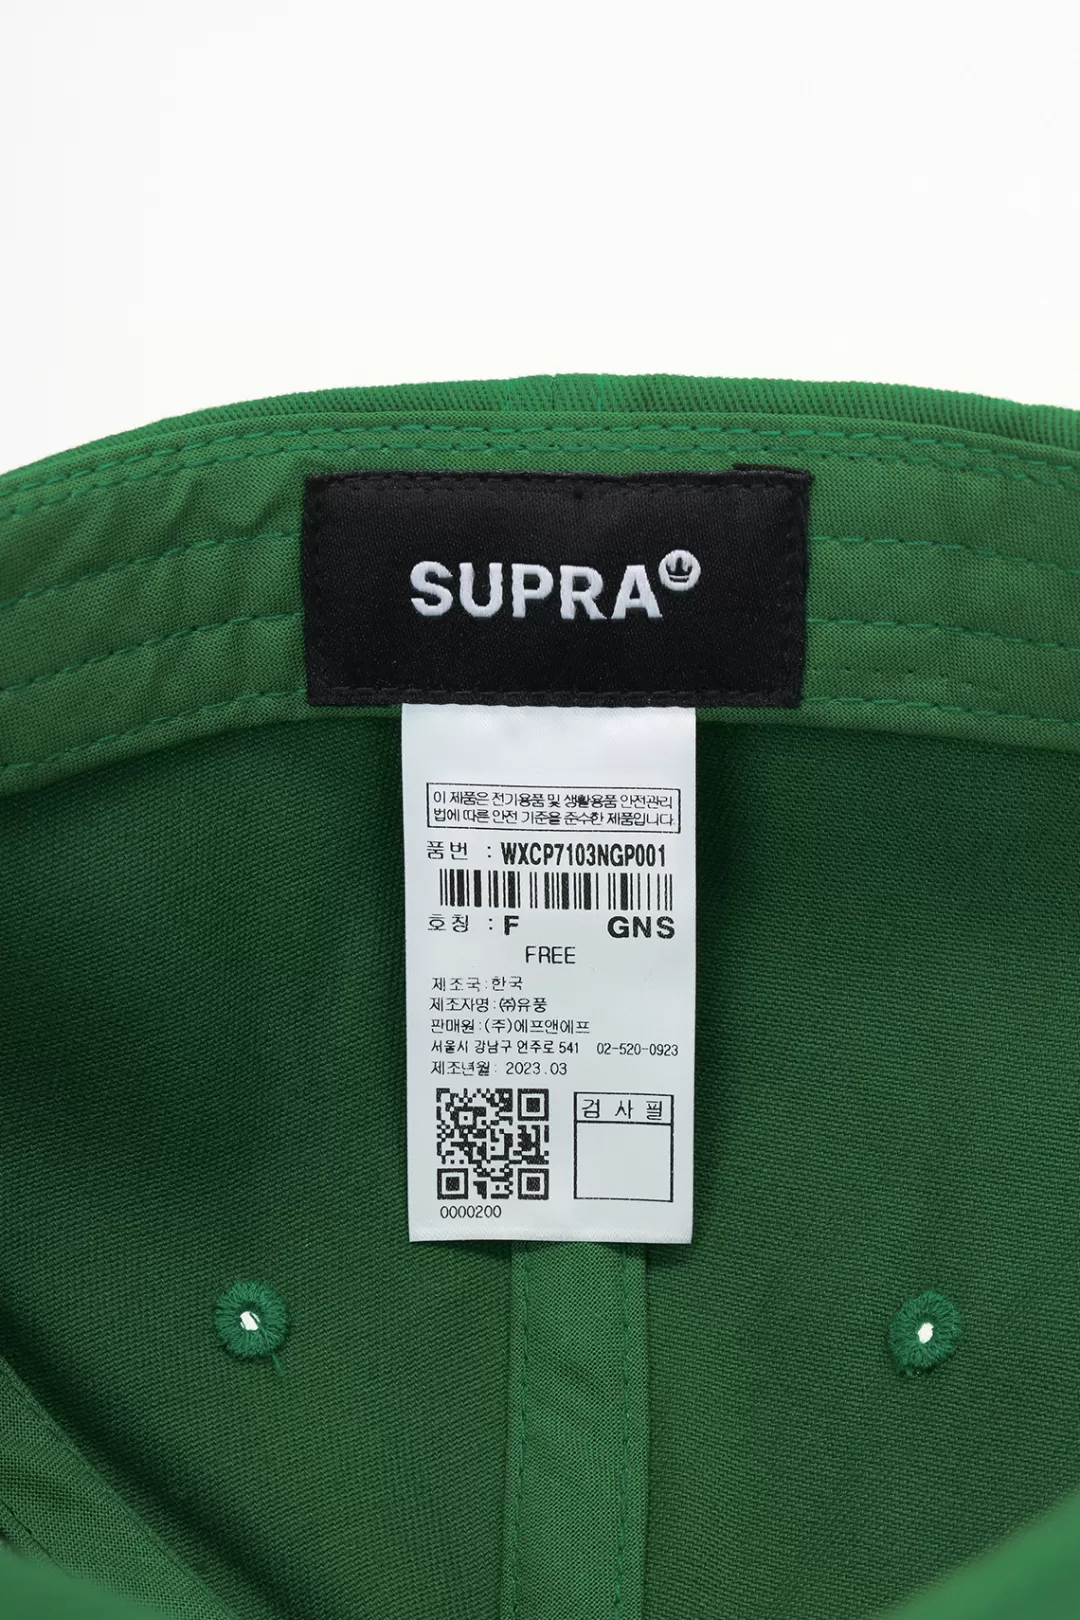 SUPRA
이 제품은 전기용품 및 생활용품 안전관리
법에 따른 안전 기준을 준수한 제품입니다.
품번 : WXCP7103NGP001
호칭 : F GNS
FREE
제조국 : 한국
제조자명 : ㈜유풍
판매원 : (주)에프앤에프
서울시 강남구 언주로 541 02-520-0923
제조년월 : 2023.03
검 사 필
0000200